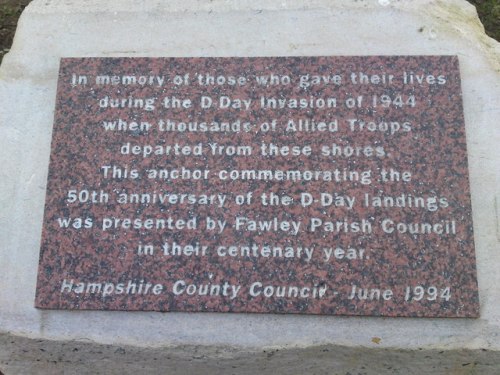 In memory of those who gave their lives
during the D-Day Invasion of 1944
when thousands of Allied Troops
departed from these shores.
This anchor commemorating the
50th anniversary of the D-Day landings
was presented by Fawley Parish Council
in their centenary year.
Hampshire County Council - June 1994